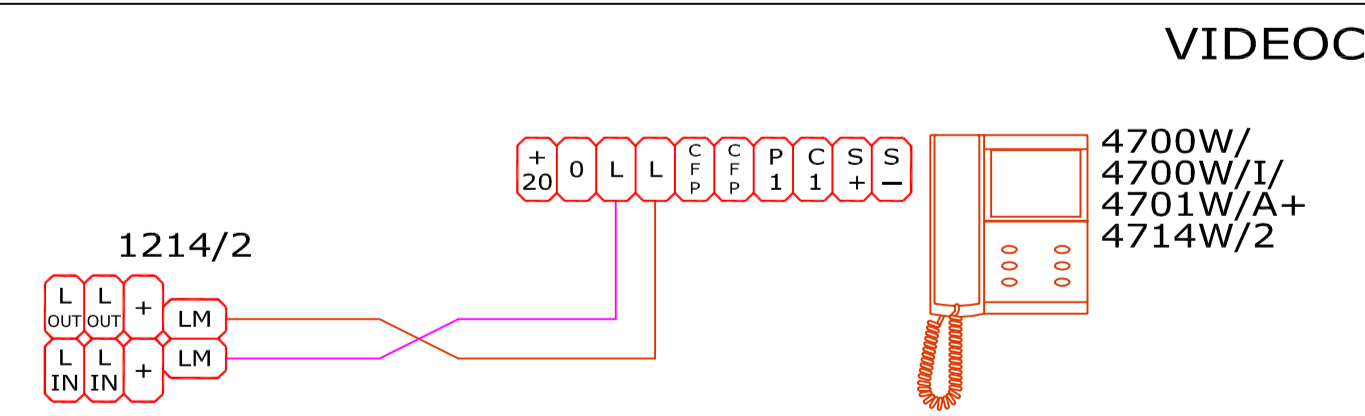 VIDEOC
4700W/
4700W/I/
4701W/A+
4714W/2
+ 0 L L C C P C S S
20 F F 1 1 + –
P P
1214/2
L L + LM
OUT OUT
L L + LM
IN IN